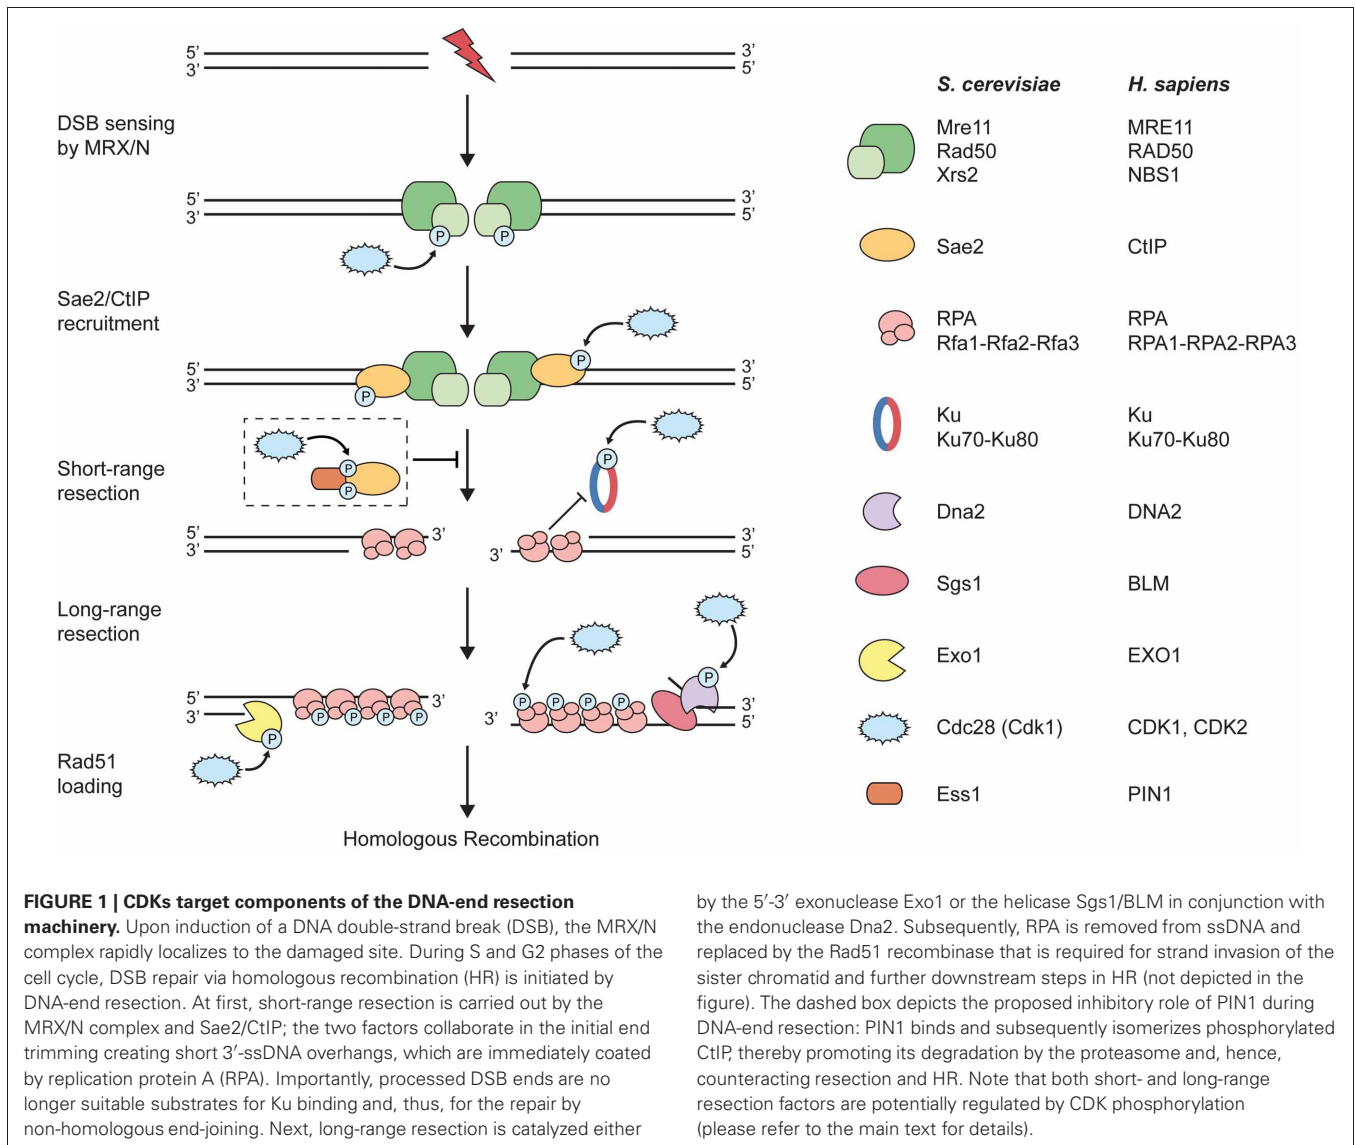 5’
3’
3’
5’
DSB sensing
by MRX/N
5’
3’
3’
5’
P
P
Sae2/CtIP
recruitment
P
5’
3’
3’
5’
P
P
Short-range
resection
P
P
P
5’
3’
3’
3’
3’
5’
Long-range
resection
P
5’
3’
3’
P
P
P
P
P
3’
P
P
P
P
3’
5’
Rad51
loading
Homologous Recombination
S. cerevisiae
H. sapiens
Mre11
Rad50
Xrs2
MRE11
RAD50
NBS1
Sae2
CtIP
RPA
Rfa1-Rfa2-Rfa3
RPA
RPA1-RPA2-RPA3
Ku
Ku70-Ku80
Ku
Ku70-Ku80
Dna2
DNA2
Sgs1
BLM
Exo1
EXO1
Cdc28 (Cdk1)
CDK1, CDK2
Ess1
PIN1
FIGURE 1 | CDKs target components of the DNA-end resection
machinery. Upon induction of a DNA double-strand break (DSB), the MRX/N
complex rapidly localizes to the damaged site. During S and G2 phases of the
cell cycle, DSB repair via homologous recombination (HR) is initiated by
DNA-end resection. At first, short-range resection is carried out by the
MRX/N complex and Sae2/CtIP; the two factors collaborate in the initial end
trimming creating short 3′-ssDNA overhangs, which are immediately coated
by replication protein A (RPA). Importantly, processed DSB ends are no
longer suitable substrates for Ku binding and, thus, for the repair by
non-homologous end-joining. Next, long-range resection is catalyzed either
by the 5′-3′ exonuclease Exo1 or the helicase Sgs1/BLM in conjunction with
the endonuclease Dna2. Subsequently, RPA is removed from ssDNA and
replaced by the Rad51 recombinase that is required for strand invasion of the
sister chromatid and further downstream steps in HR (not depicted in the
figure). The dashed box depicts the proposed inhibitory role of PIN1 during
DNA-end resection: PIN1 binds and subsequently isomerizes phosphorylated
CtIP, thereby promoting its degradation by the proteasome and, hence,
counteracting resection and HR. Note that both short- and long-range
resection factors are potentially regulated by CDK phosphorylation
(please refer to the main text for details).